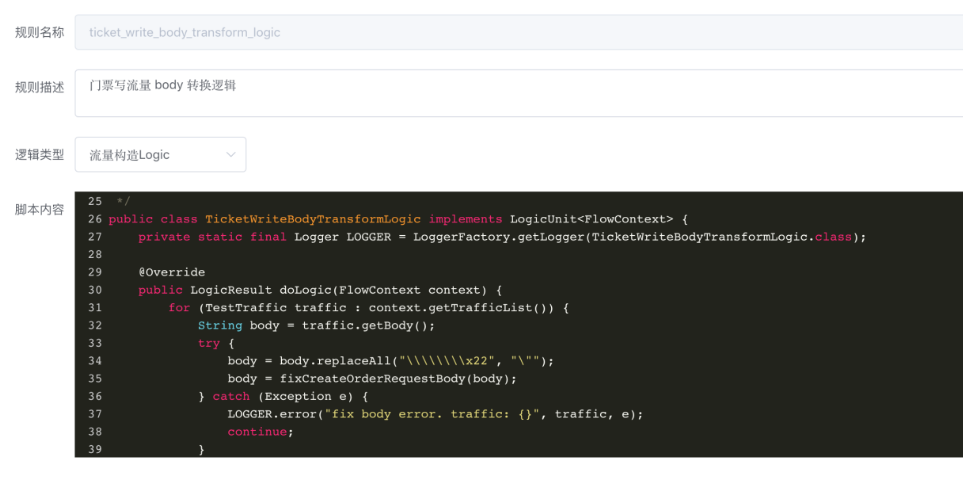 规则名称 ticket_write_body_transform_logic
规则描述 门票写流量 body 转换逻辑
逻辑类型 流量构造Logic
脚本内容
25 */
26 public class TicketWriteBodyTransformLogic implements LogicUnit<FlowContext> {
27 private static final Logger LOGGER = LoggerFactory.getLogger(TicketWriteBodyTransformLogic.class);
28
29 @Override
30 public LogicResult doLogic(FlowContext context) {
31 for (TestTraffic traffic : context.getTrafficList()) {
32 String body = traffic.getBody();
33 try {
34 body = body.replaceAll("\\\\\\\\x22", "\"");
35 body = fixCreateOrderRequestBody(body);
36 } catch (Exception e) {
37 LOGGER.error("fix body error. traffic: {}", traffic, e);
38 continue;
39 }